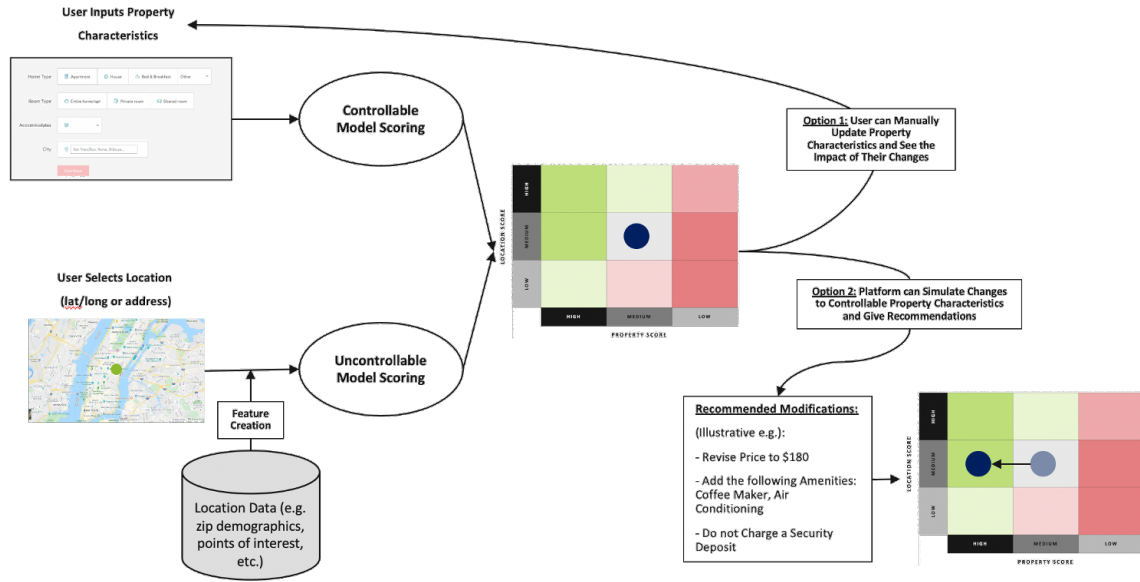 User Inputs Property
Characteristics
Home Type
Apartment
House
Bed & Breakfast
Other
Room Type
Entire home/apt
Private room
Shared room
Accommodates
City
Continue
Controllable
Model Scoring
User Selects Location
(lat/long or address)
Uncontrollable
Model Scoring
Feature
Creation
Location Data (e.g.
zip demographics,
points of interest,
etc.)
LOCATION SCORE
HIGH
MEDIUM
LOW
HIGH
MEDIUM
LOW
PROPERTY SCORE
Option 1: User can Manually
Update Property
Characteristics and See the
Impact of Their Changes
Option 2: Platform can Simulate Changes
to Controllable Property Characteristics
and Give Recommendations
Recommended Modifications:
(Illustrative e.g.):
- Revise Price to $180
- Add the following Amenities:
Coffee Maker, Air
Conditioning
- Do not Charge a Security
Deposit
LOCATION SCORE
HIGH
MEDIUM
LOW
HIGH
MEDIUM
LOW
PROPERTY SCORE